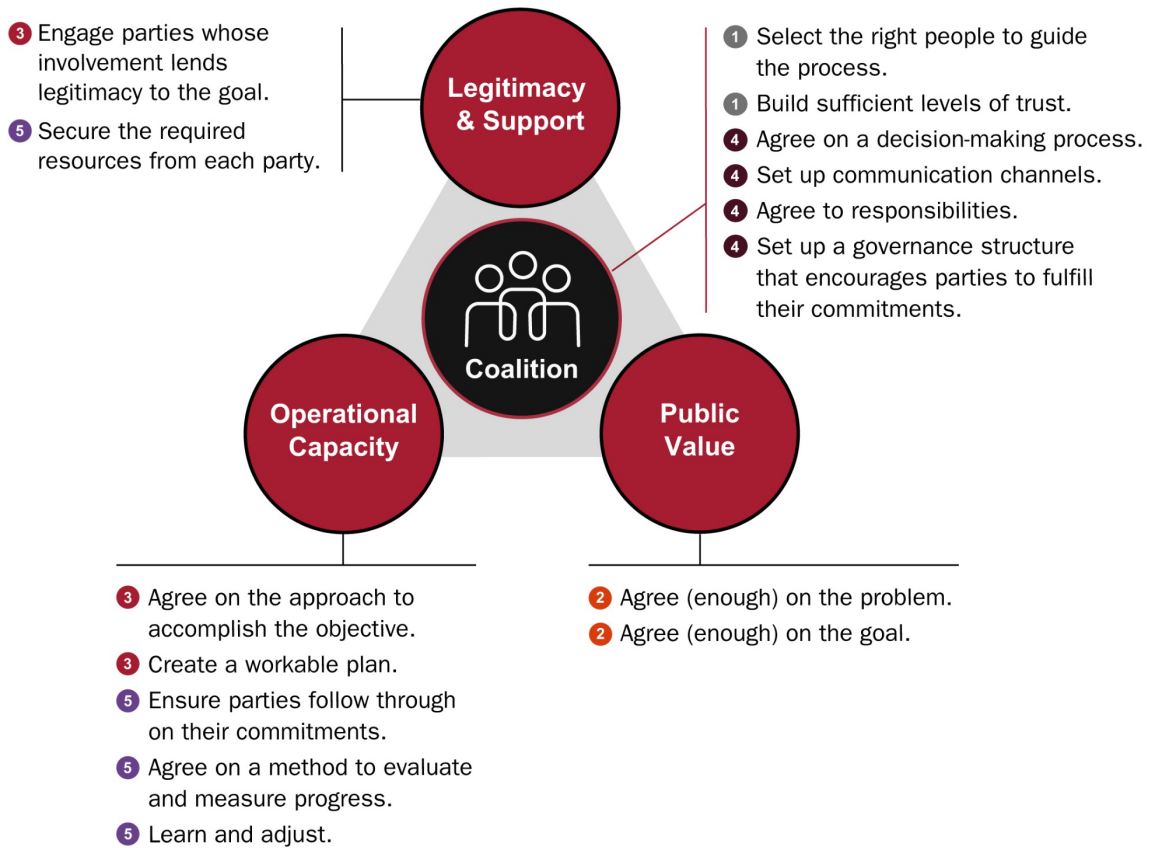 3 Engage parties whose
involvement lends
legitimacy to the goal.
5 Secure the required
resources from each party.
Legitimacy
& Support
1 Select the right people to guide
the process.
1 Build sufficient levels of trust.
4 Agree on a decision-making process.
4 Set up communication channels.
4 Agree to responsibilities.
4 Set up a governance structure
that encourages parties to fulfill
their commitments.
Coalition
Operational
Capacity
Public
Value
3 Agree on the approach to
accomplish the objective.
3 Create a workable plan.
5 Ensure parties follow through
on their commitments.
5 Agree on a method to evaluate
and measure progress.
5 Learn and adjust.
2 Agree (enough) on the problem.
2 Agree (enough) on the goal.